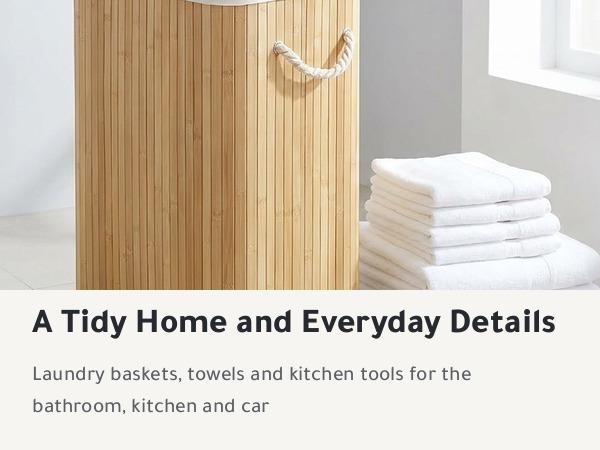 A Tidy Home and Everyday Details
Laundry baskets, towels and kitchen tools for the
bathroom, kitchen and car